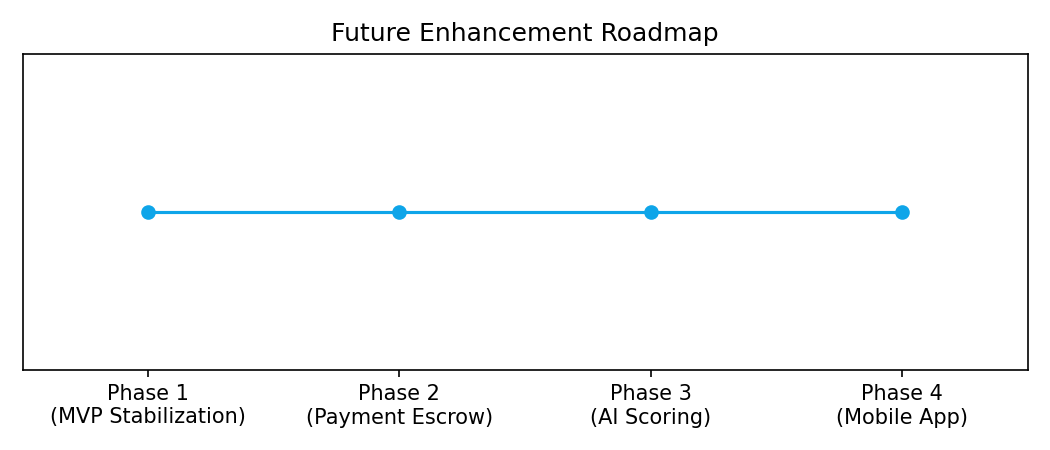 Future Enhancement Roadmap
Phase 1
(MVP Stabilization)
Phase 2
(Payment Escrow)
Phase 3
(AI Scoring)
Phase 4
(Mobile App)